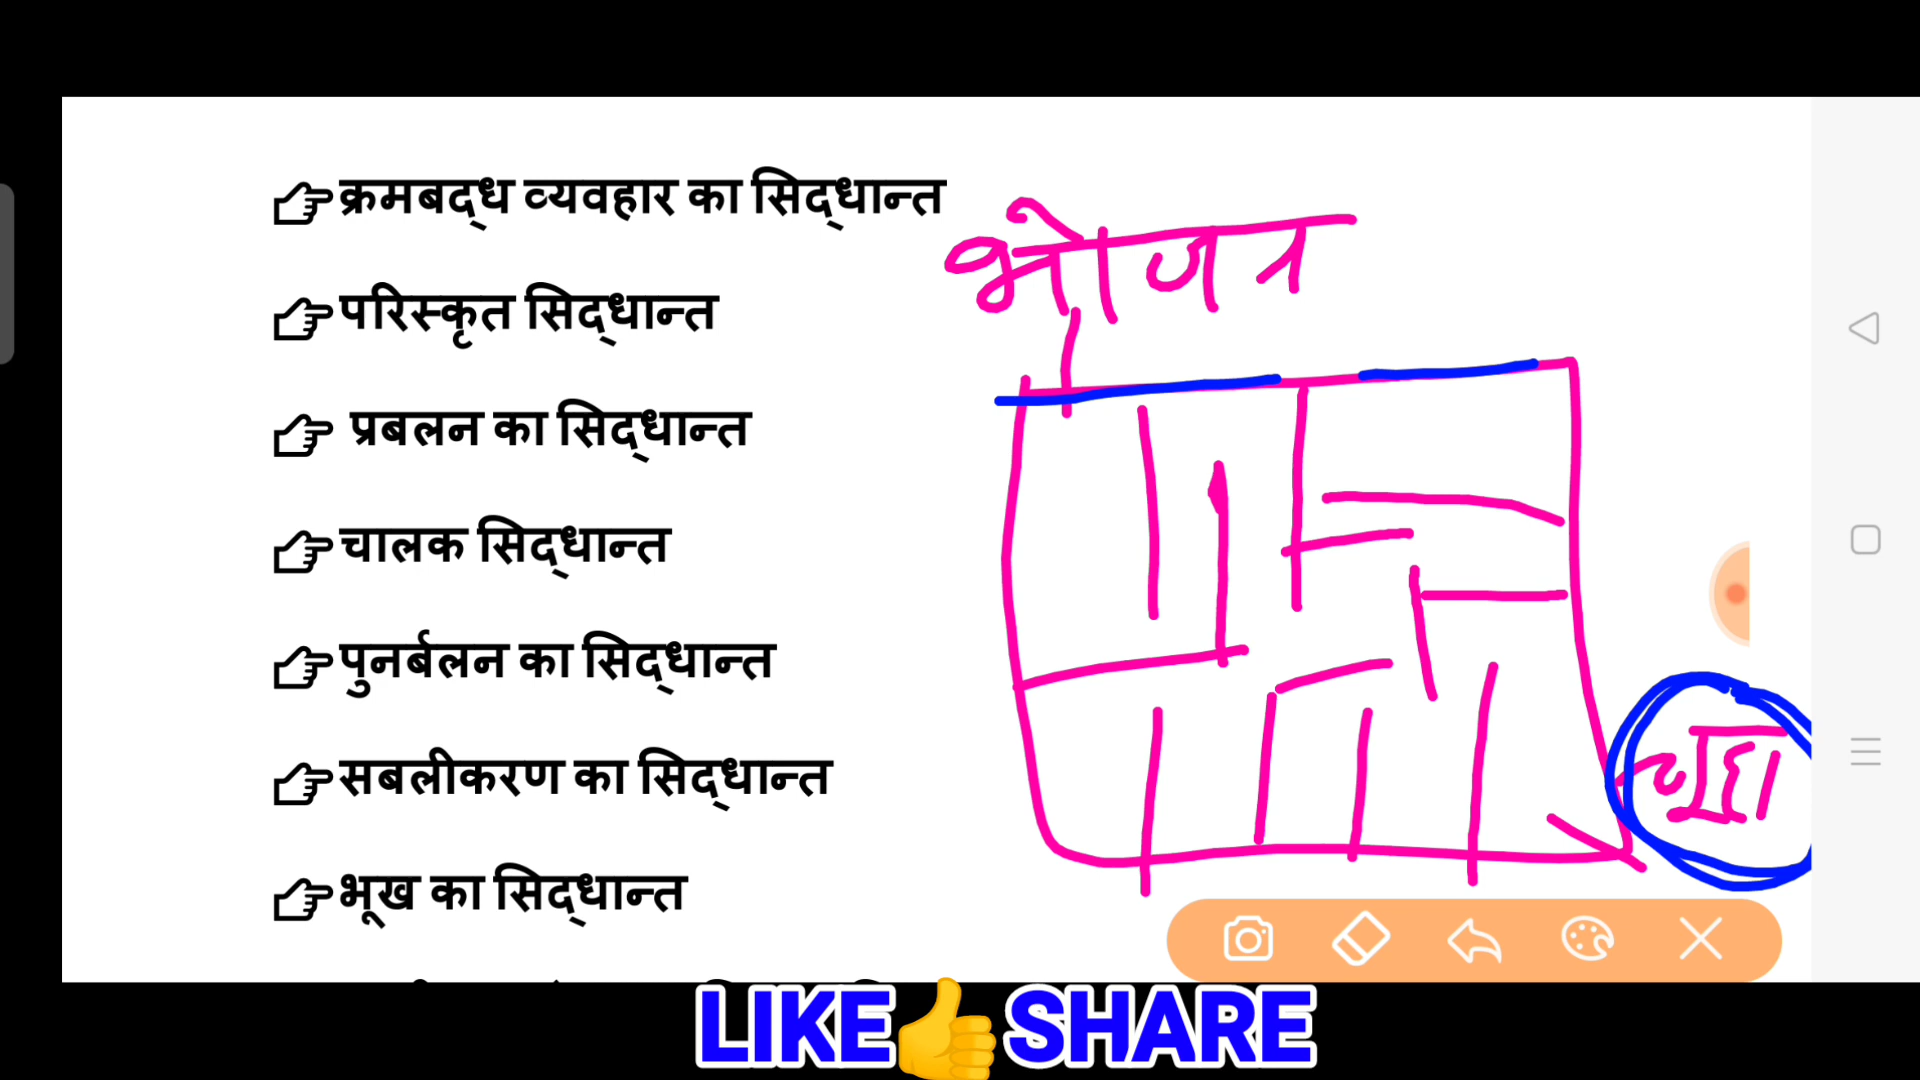 क्रमबद्ध व्यवहार का सिद्धान्त
परिस्कृत सिद्धान्त
प्रबलन का सिद्धान्त
चालक सिद्धान्त
पुनर्बलन का सिद्धान्त
सबलीकरण का सिद्धान्त
भूख का सिद्धान्त
भोजन
LIKE👍SHARE